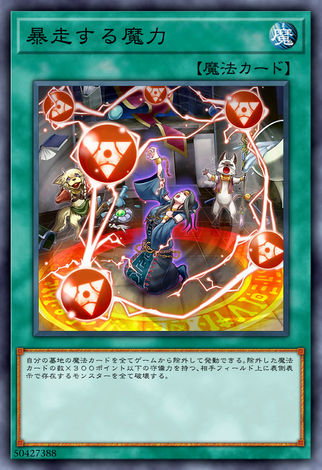 暴走する魔力
魔
【魔法カード】
自分の墓地の魔法カードを全てゲームから除外して発動できる。除外した魔法
カードの数×300ポイント以下の守備力を持つ、相手フィールド上に表側表
示で存在するモンスターを全て破壊する。
50427388